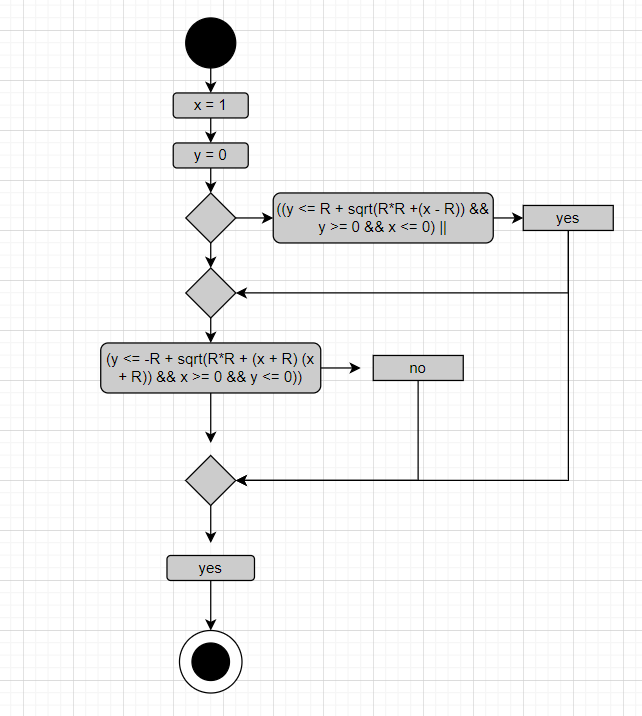 x = 1
y = 0
((y <= R + sqrt(R*R +(x - R)) &&
y >= 0 && x <= 0) ||
yes
(y <= -R + sqrt(R*R + (x + R) (x
+ R)) && x >= 0 && y <= 0))
no
yes